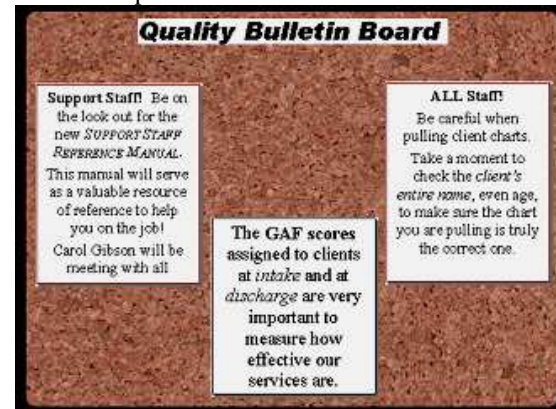 Quality Bulletin Board
Support Staff! Be on
the look out for the
new SUPPORT STAFF
REFERENCE MANUAL.
This manual will serve
as a valuable resource
of reference to help
you on the job!
Carol Gibson will be
meeting with all
The GAF scores
assigned to clients
at intake and at
discharge are very
important to
measure how
effective our
services are.
ALL Staff!
Be careful when
pulling client charts.
Take a moment to
check the client's
entire name, even age,
to make sure the chart
you are pulling is truly
the correct one.